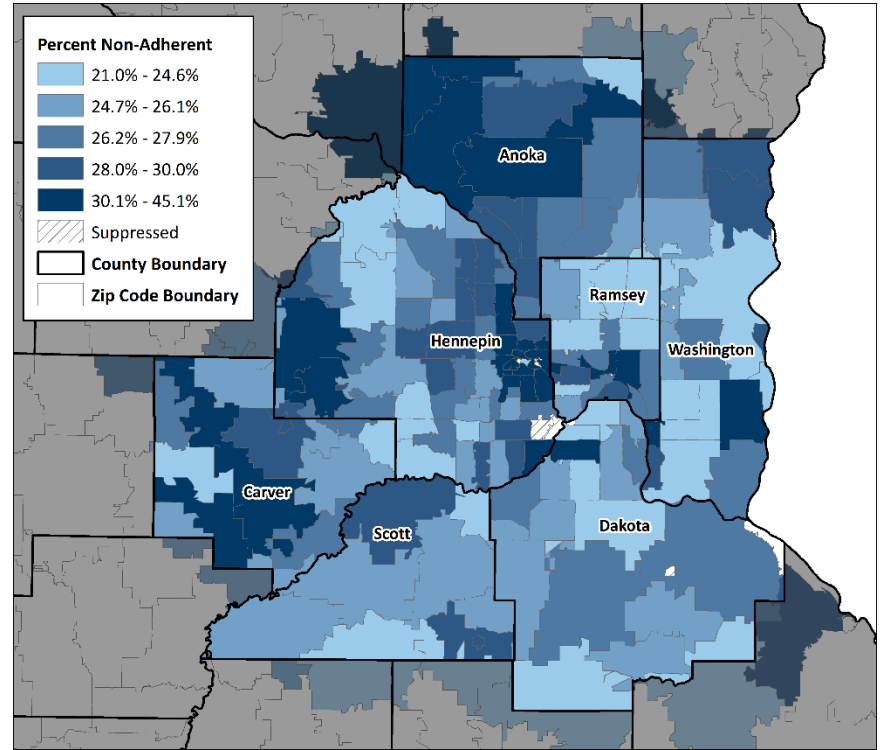 Percent Non-Adherent
21.0% - 24.6%
24.7% - 26.1%
26.2% - 27.9%
28.0% - 30.0%
30.1% - 45.1%
Suppressed
County Boundary
Zip Code Boundary
Anoka
Ramsey
Hennepin
Washington
Carver
Scott
Dakota